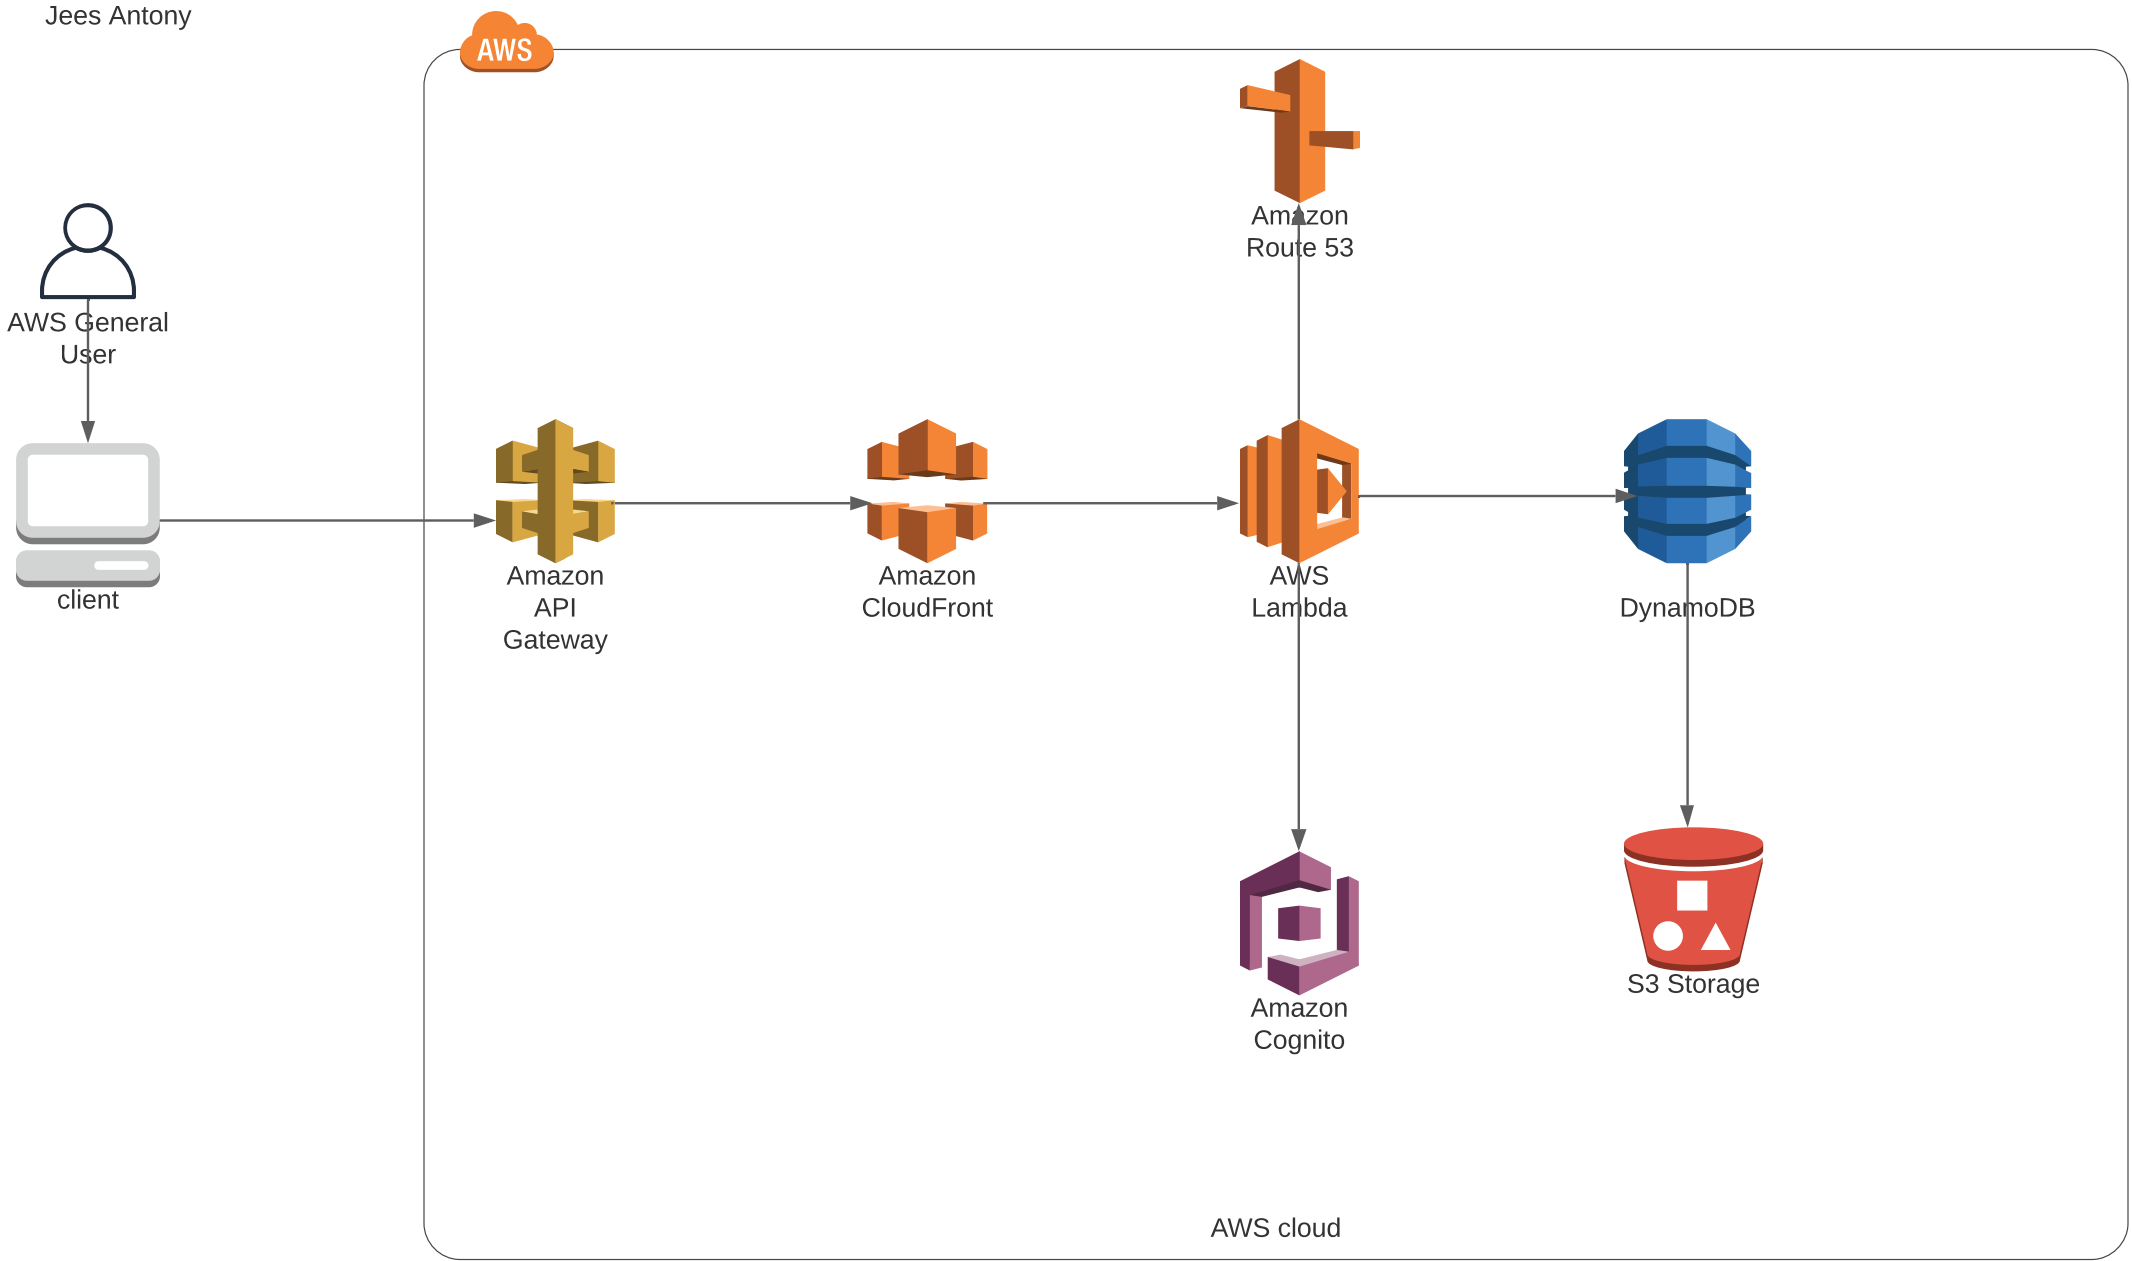 Jees Antony
AWS
Amazon
Route 53
AWS General
User
client
Amazon
API
Gateway
Amazon
CloudFront
AWS
Lambda
DynamoDB
Amazon
Cognito
S3 Storage
AWS cloud